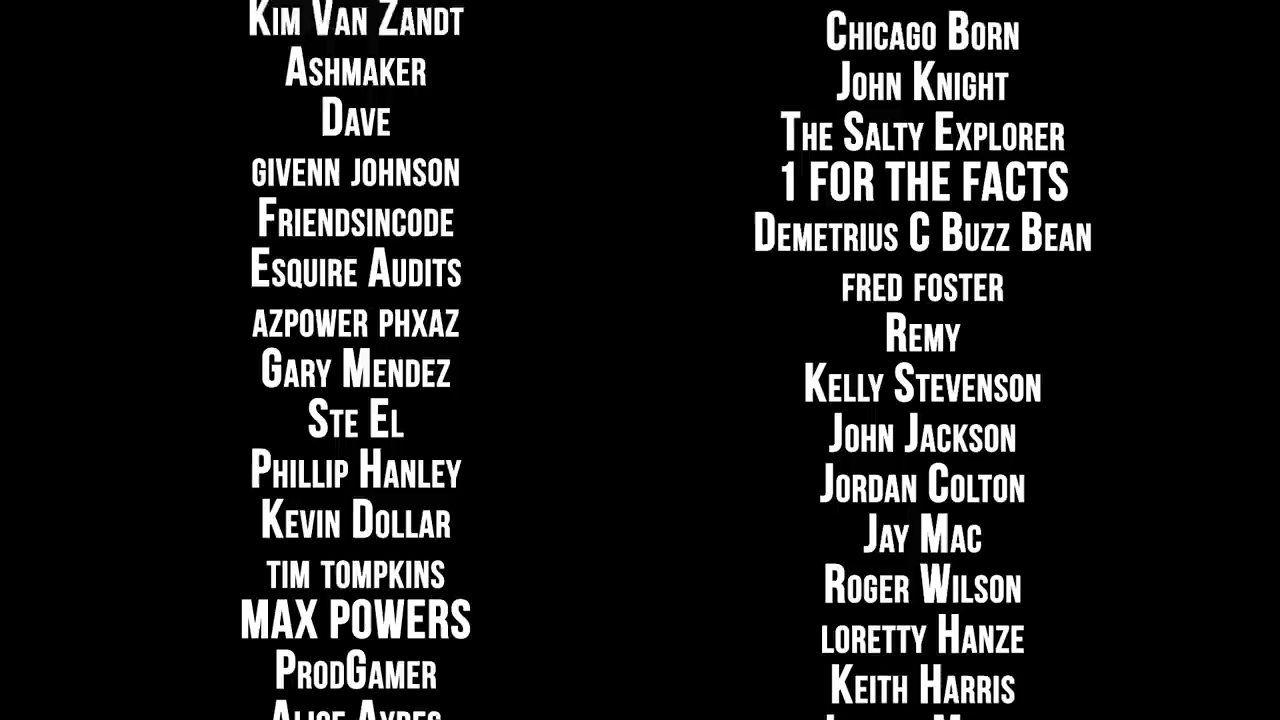 Kim Van Zandt
Ashmaker
Dave
givenn johnson
Friendsincode
Esquire Audits
azpower phxaz
Gary Mendez
Ste El
Phillip Hanley
Kevin Dollar
tim tompkins
MAX POWERS
ProdGamer
Alice Ayres
Chicago Born
John Knight
The Salty Explorer
1 FOR THE FACTS
Demetrius C Buzz Bean
fred foster
Remy
Kelly Stevenson
John Jackson
Jordan Colton
Jay Mac
Roger Wilson
loretty Hanze
Keith Harris